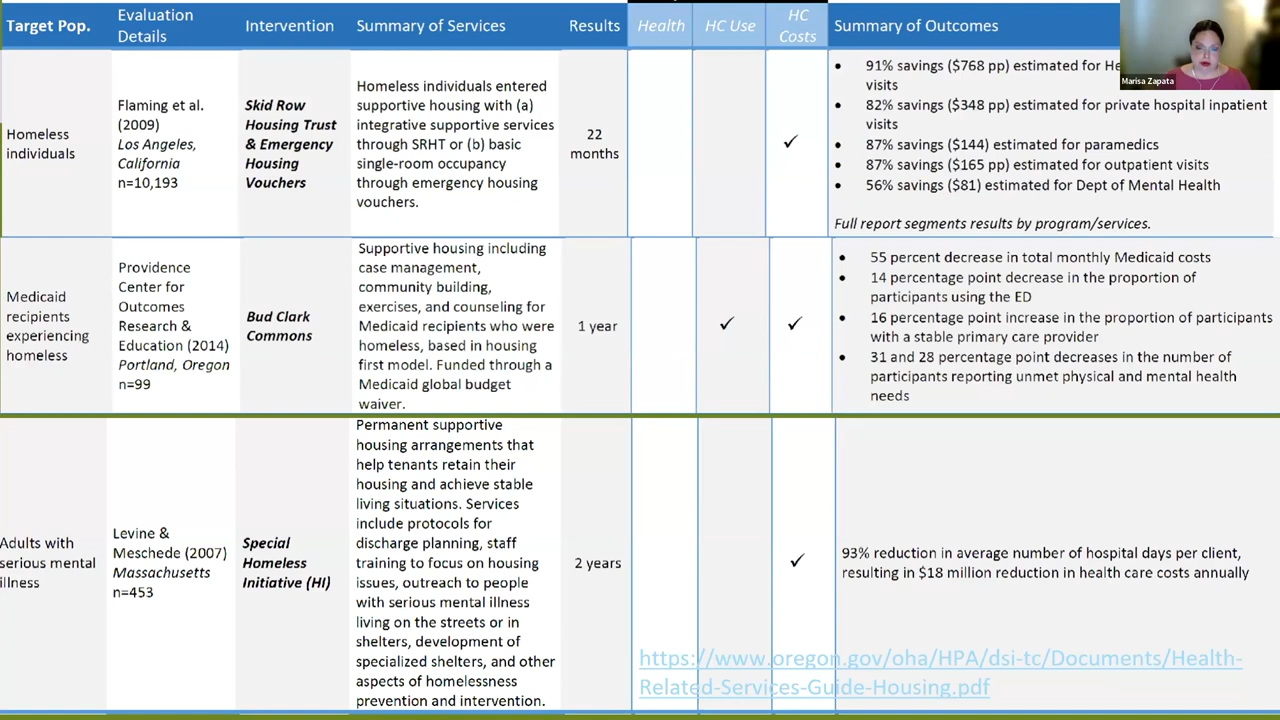 Target Pop.
Evaluation
Details
Intervention
Summary of Services
Results
Health
HC Use
HC
Costs
Summary of Outcomes
Marisa Zapata
Homeless
individuals
Flaming et al.
(2009)
Los Angeles,
California
n=10,193
Skid Row
Housing Trust
& Emergency
Housing
Vouchers
Homeless individuals entered
supportive housing with (a)
integrative supportive services
through SRHT or (b) basic
single-room occupancy
through emergency housing
vouchers.
22
months
✓
• 91% savings ($768 pp) estimated for
visits
• 82% savings ($348 pp) estimated for private hospital inpatient
visits
• 87% savings ($144) estimated for paramedics
• 87% savings ($165 pp) estimated for outpatient visits
• 56% savings ($81) estimated for Dept of Mental Health
Full report segments results by program/services.
Medicaid
recipients
experiencing
homeless
Providence
Center for
Outcomes
Research &
Education (2014)
Portland, Oregon
n=99
Bud Clark
Commons
Supportive housing including
case management,
community building,
exercises, and counseling for
Medicaid recipients who were
homeless, based in housing
first model. Funded through a
Medicaid global budget
waiver.
1 year
✓
✓
• 55 percent decrease in total monthly Medicaid costs
• 14 percentage point decrease in the proportion of
participants using the ED
• 16 percentage point increase in the proportion of participants
with a stable primary care provider
• 31 and 28 percentage point decreases in the number of
participants reporting unmet physical and mental health
needs
Adults with
serious mental
illness
Levine &
Meschede (2007)
Massachusetts
n=453
Special
Homeless
Initiative (HI)
Permanent supportive
housing arrangements that
help tenants retain their
housing and achieve stable
living situations. Services
include protocols for
discharge planning, staff
training to focus on housing
issues, outreach to people
with serious mental illness
living on the streets or in
shelters, development of
specialized shelters, and other
aspects of homelessness
prevention and intervention.
2 years
✓
93% reduction in average number of hospital days per client,
resulting in $18 million reduction in health care costs annually
https://www.oregon.gov/oha/HPA/dsi-tc/Documents/Health-
Related-Services-Guide-Housing.pdf